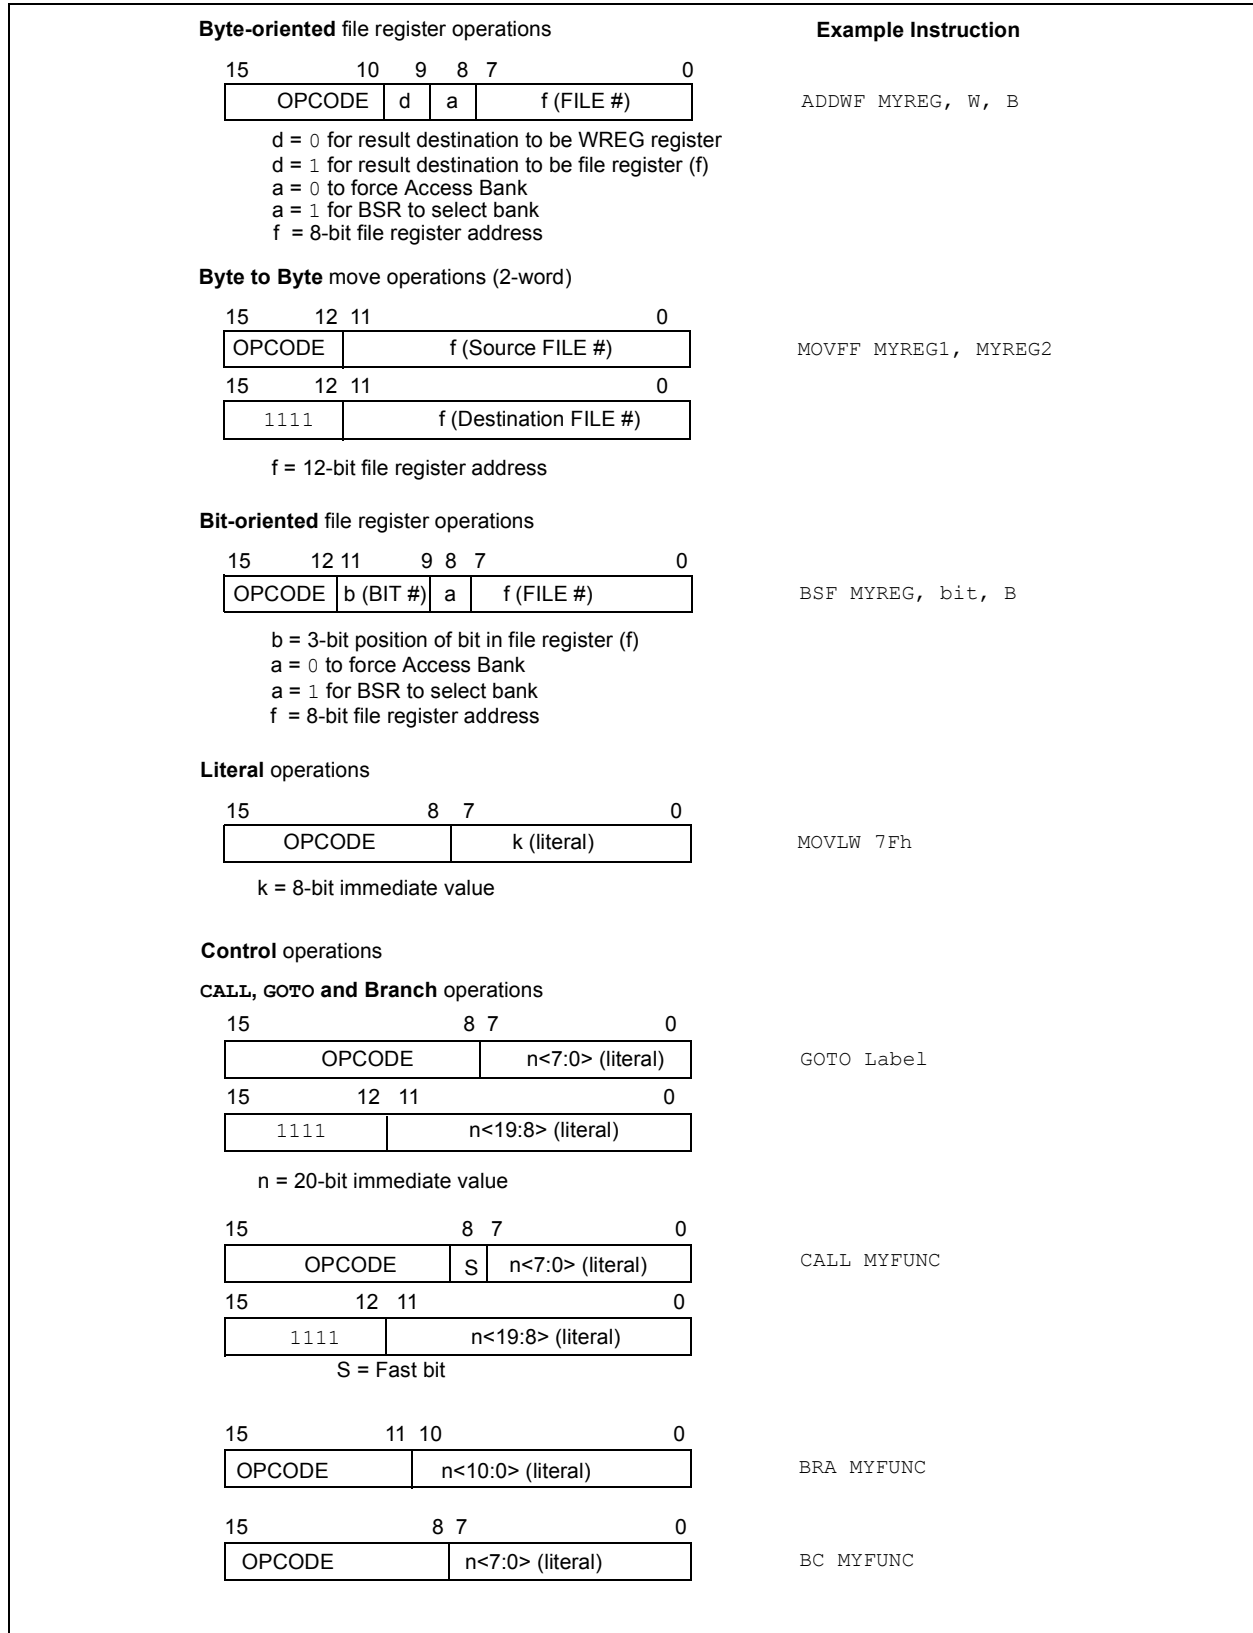 Byte-oriented file register operations Example Instruction
15 10 9 8 7 0
OPCODE d a f (FILE #) ADDWF MYREG, W, B
d = 0 for result destination to be WREG register
d = 1 for result destination to be file register (f)
a = 0 to force Access Bank
a = 1 for BSR to select bank
f = 8-bit file register address
Byte to Byte move operations (2-word)
15 12 11 0
OPCODE f (Source FILE #) MOVFF MYREG1, MYREG2
15 12 11 0
1111 f (Destination FILE #)
f = 12-bit file register address
Bit-oriented file register operations
15 12 11 9 8 7 0
OPCODE b (BIT #) a f (FILE #) BSF MYREG, bit, B
b = 3-bit position of bit in file register (f)
a = 0 to force Access Bank
a = 1 for BSR to select bank
f = 8-bit file register address
Literal operations
15 8 7 0
OPCODE k (literal) MOVLW 7Fh
k = 8-bit immediate value
Control operations
CALL, GOTO and Branch operations
15 8 7 0
OPCODE n<7:0> (literal) GOTO Label
15 12 11 0
1111 n<19:8> (literal)
n = 20-bit immediate value
15 8 7 0
OPCODE S n<7:0> (literal) CALL MYFUNC
15 12 11 0
1111 n<19:8> (literal)
S = Fast bit
15 11 10 0
OPCODE n<10:0> (literal) BRA MYFUNC
15 8 7 0
OPCODE n<7:0> (literal) BC MYFUNC